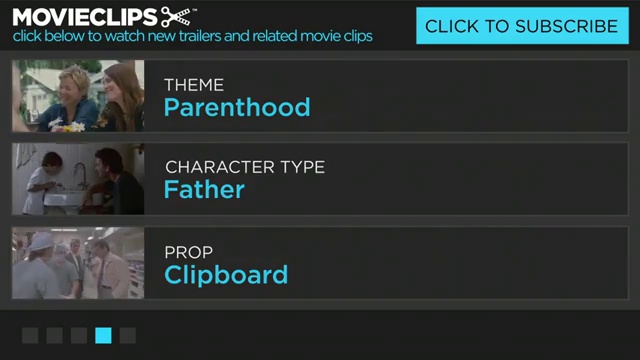 MOVIECLIPS™
click below to watch new trailers and related movie clips
CLICK TO SUBSCRIBE
THEME
Parenthood
CHARACTER TYPE
Father
PROP
Clipboard